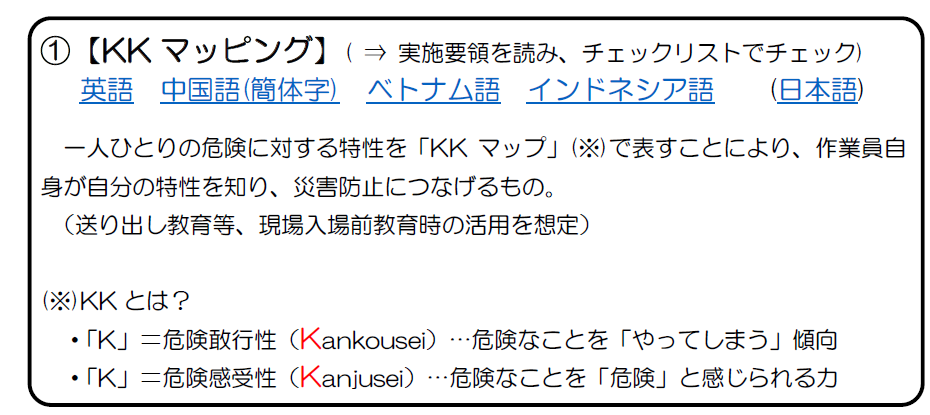 ①【KK マッピング】( ⇒ 実施要領を読み、チェックリストでチェック)
英語　中国語(簡体字)　ベトナム語　インドネシア語　(日本語)
一人ひとりの危険に対する特性を「KK マップ」(※)で表すことにより、作業員自
身が自分の特性を知り、災害防止につなげるもの。
（送り出し教育等、現場入場前教育時の活用を想定）
(※)KK とは？
・「K」＝危険敢行性（Kankousei）…危険なことを「やってしまう」傾向
・「K」＝危険感受性（Kanjusei）…危険なことを「危険」と感じられる力